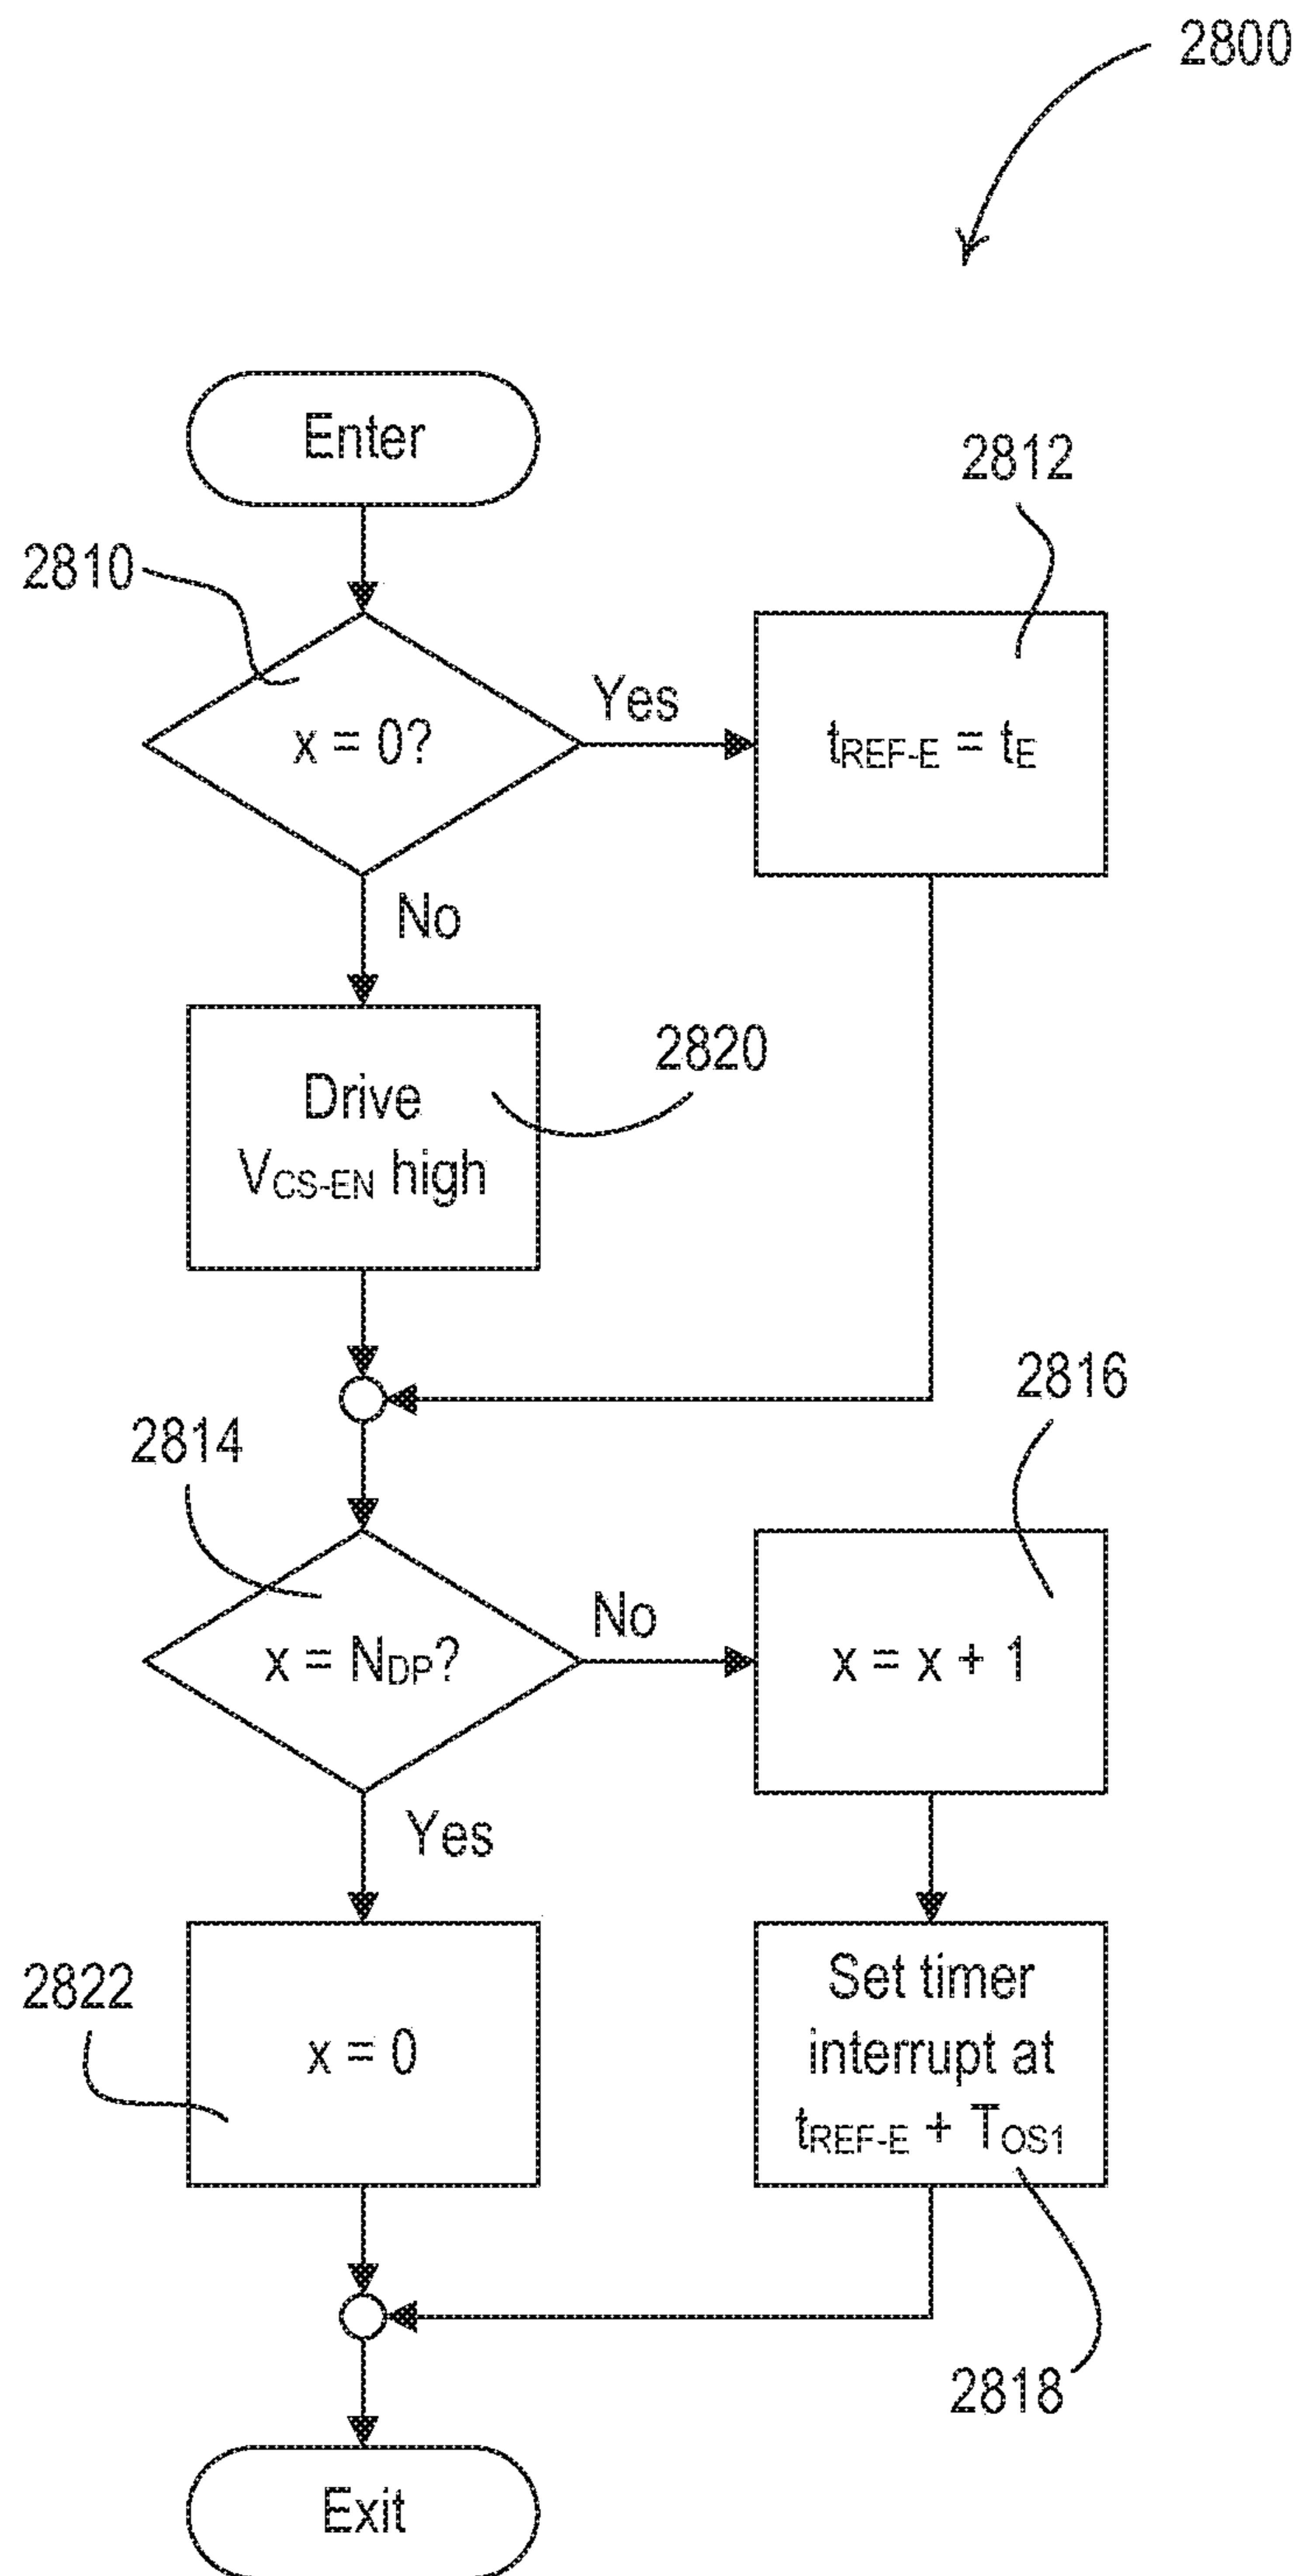 2800
Enter
2812
2810
x = 0?
Yes
tREF-E = tE
No
2820
Drive
VCS-EN high
2816
2814
x = NDP?
No
x = x + 1
Yes
2822
x = 0
Set timer
interrupt at
tREF-E + TOS1
2818
Exit